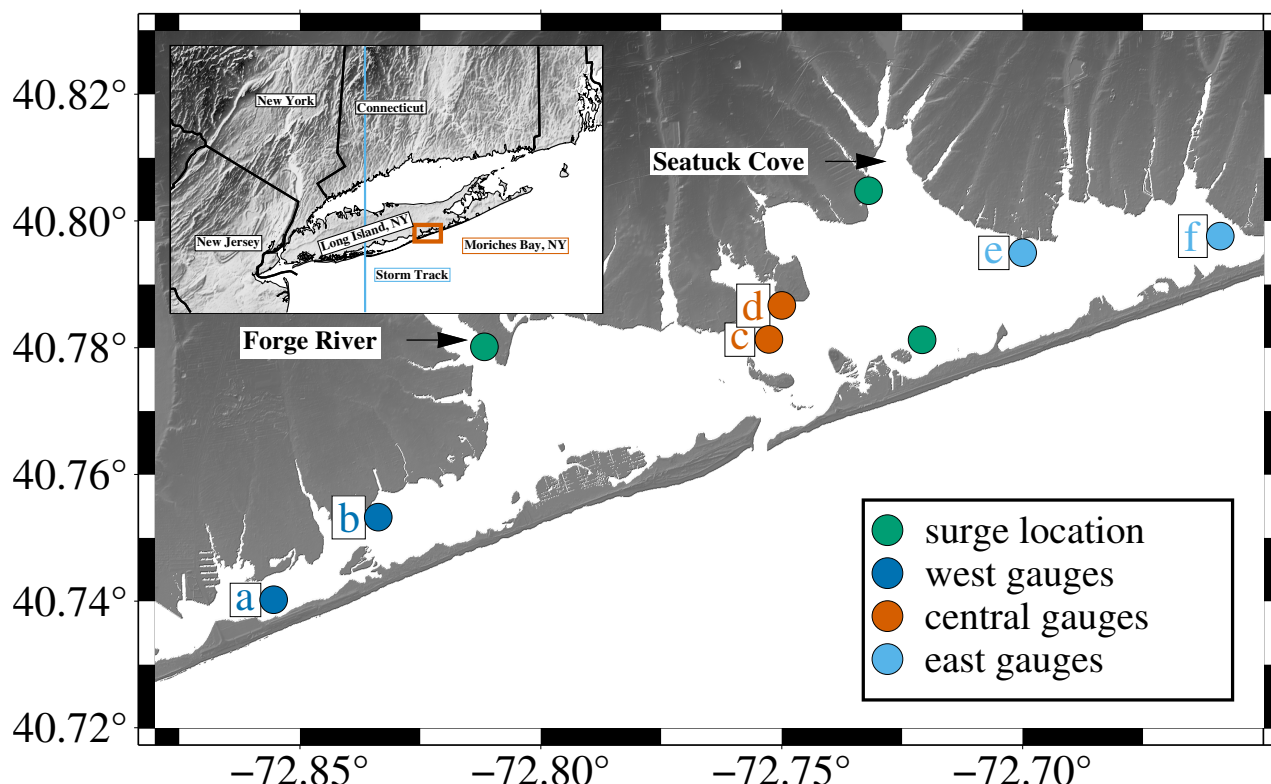 40.82°
40.80°
40.78°
40.76°
40.74°
40.72°
−72.85°
−72.80°
−72.75°
−72.70°
New York
Connecticut
New Jersey
Long Island, NY
Moriches Bay, NY
Storm Track
Seatuck Cove
Forge River
a
b
c
d
e
f
surge location
west gauges
central gauges
east gauges